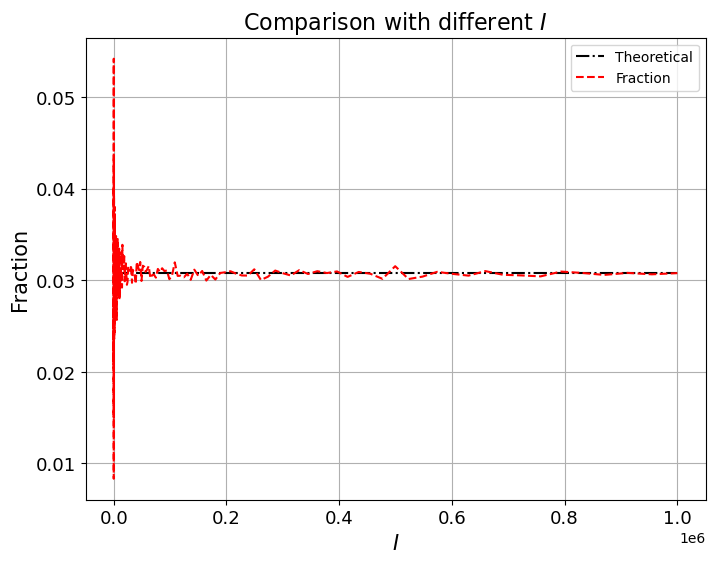 Comparison with different I
Theoretical
Fraction
0.05
0.04
0.03
0.02
0.01
Fraction
0.0 0.2 0.4 0.6 0.8 1.0
1e6
I